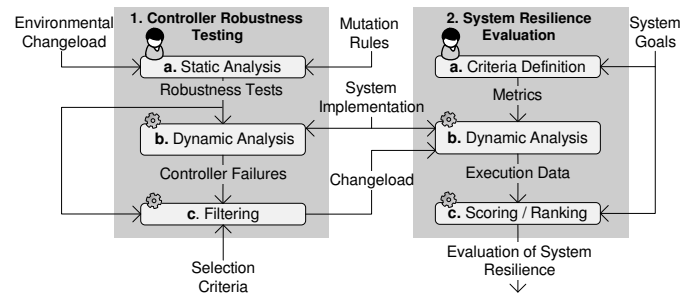 Environmental
Changeload
1. Controller Robustness
Testing
Mutation
Rules
2. System Resilience
Evaluation
System
Goals
a. Static Analysis
a. Criteria Definition
Robustness Tests
System
Implementation
Metrics
b. Dynamic Analysis
b. Dynamic Analysis
Controller Failures
Changeload
Execution Data
c. Filtering
c. Scoring / Ranking
Selection
Criteria
Evaluation of System
Resilience